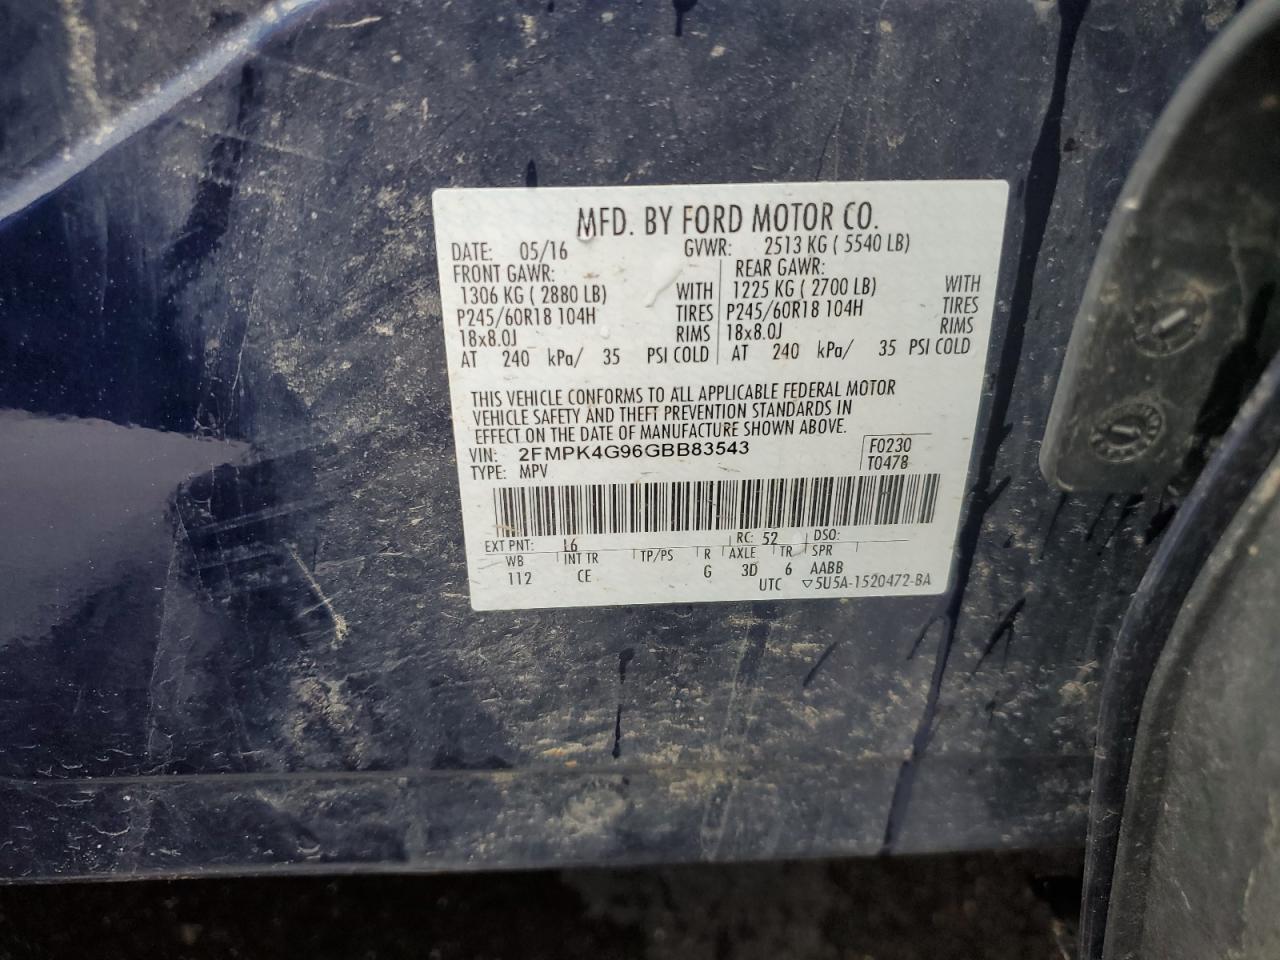 MFD. BY FORD MOTOR CO.
DATE: 05/16 GVWR: 2513 KG ( 5540 LB)
FRONT GAWR: REAR GAWR:
1306 KG ( 2880 LB) WITH 1225 KG ( 2700 LB) WITH
P245/60R18 104H TIRES P245/60R18 104H TIRES
18x8.0J RIMS 18x8.0J RIMS
AT 240 kPa/ 35 PSI COLD AT 240 kPa/ 35 PSI COLD
THIS VEHICLE CONFORMS TO ALL APPLICABLE FEDERAL MOTOR
VEHICLE SAFETY AND THEFT PREVENTION STANDARDS IN
EFFECT ON THE DATE OF MANUFACTURE SHOWN ABOVE.
VIN: 2FMPK4G96GBB83543 F0230
TYPE: MPV T0478
EXT PNT: L6 RC: 52 DSO:
WB INT TR TP/PS R AXLE TR SPR
112 CE G 3D 6 AABB
UTC ▽5U5A-1520472-BA